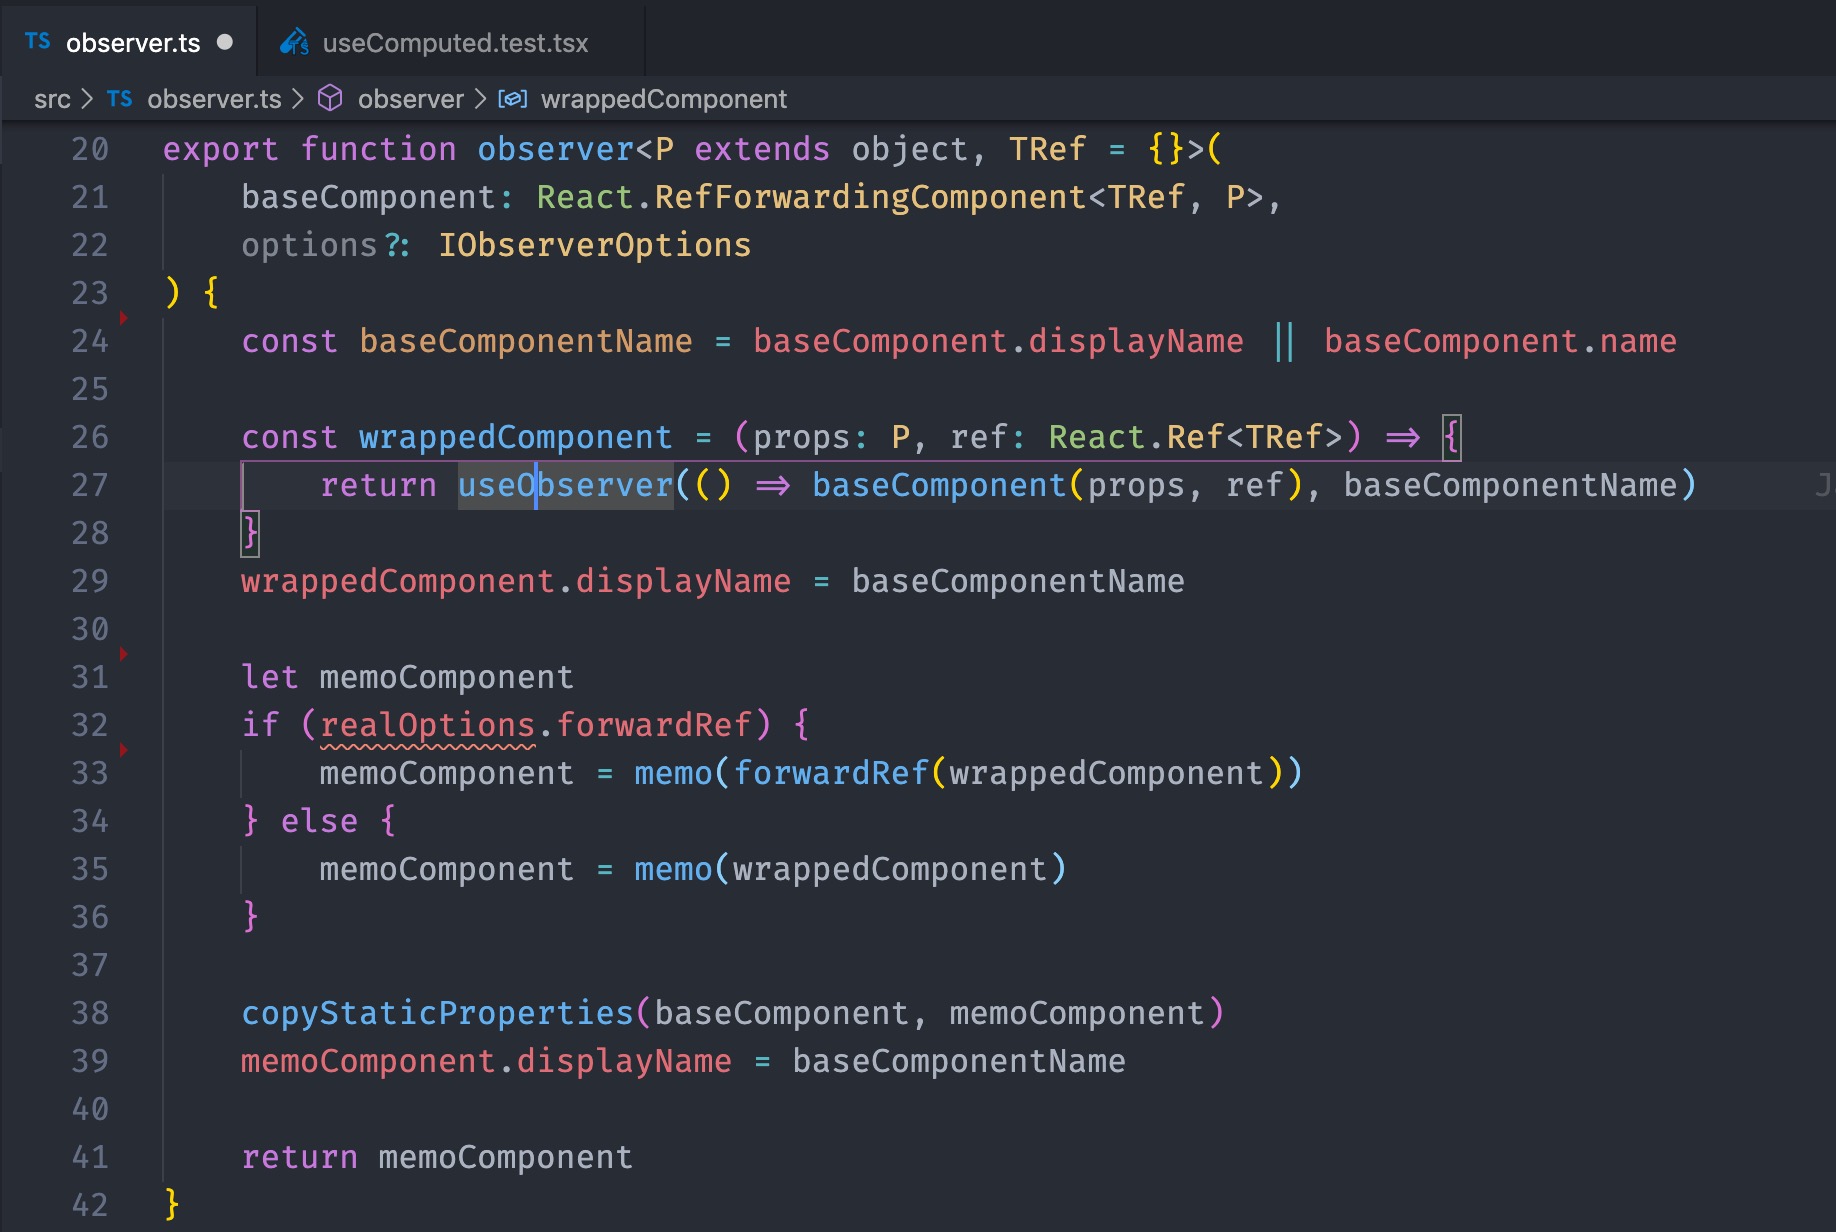 TS observer.ts
useComputed.test.tsx
src > TS observer.ts > observer > wrappedComponent
20 export function observer<P extends object, TRef = {}>(
21 baseComponent: React.RefForwardingComponent<TRef, P>,
22 options?: IObserverOptions
23 ) {
24 const baseComponentName = baseComponent.displayName || baseComponent.name
25
26 const wrappedComponent = (props: P, ref: React.Ref<TRef>) => {
27 return useObserver(() => baseComponent(props, ref), baseComponentName)
28 }
29 wrappedComponent.displayName = baseComponentName
30
31 let memoComponent
32 if (realOptions.forwardRef) {
33 memoComponent = memo(forwardRef(wrappedComponent))
34 } else {
35 memoComponent = memo(wrappedComponent)
36 }
37
38 copyStaticProperties(baseComponent, memoComponent)
39 memoComponent.displayName = baseComponentName
40
41 return memoComponent
42 }